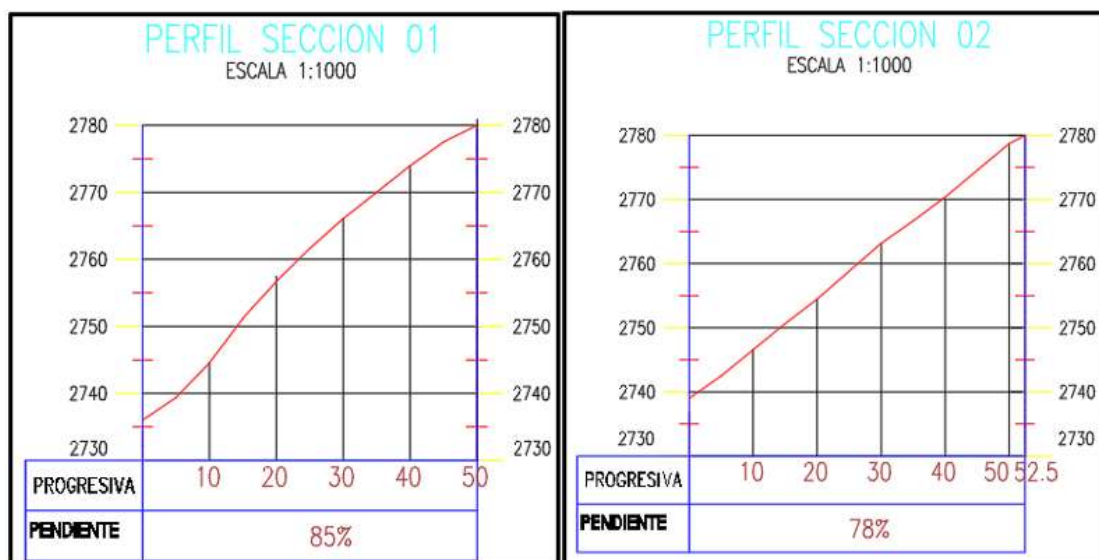 PERFIL SECCION 01
ESCALA 1:1000
2780 2780
2770 2770
2760 2760
2750 2750
2740 2740
2730 2730
PROGRESIVA 10 20 30 40 50
PENDIENTE 85%
PERFIL SECCION 02
ESCALA 1:1000
2780 2780
2770 2770
2760 2760
2750 2750
2740 2740
2730 2730
PROGRESIVA 10 20 30 40 50 52.5
PENDIENTE 78%